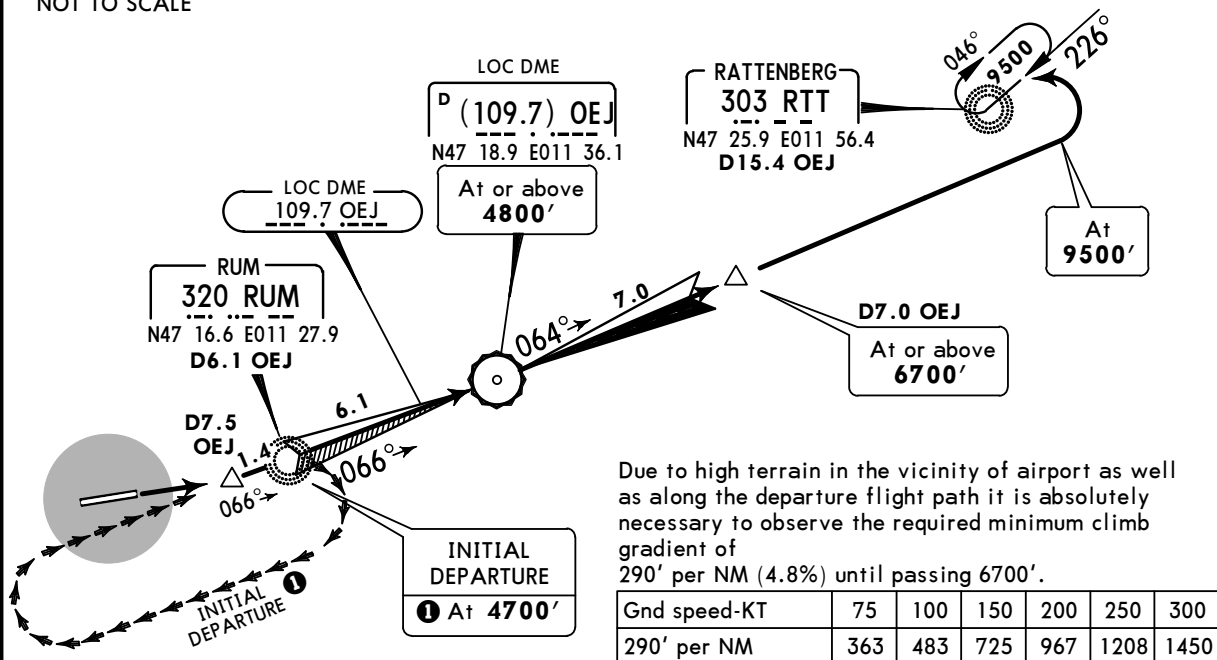 NOT TO SCALE
LOC DME
D (109.7) OEJ
N47 18.9 E011 36.1
At or above
4800'
RATTENBERG
303 RTT
N47 25.9 E011 56.4
D15.4 OEJ
046°
9500
226°
At
9500'
LOC DME
109.7 OEJ
RUM
320 RUM
N47 16.6 E011 27.9
D6.1 OEJ
D7.5
OEJ
1.4
066°
6.1
066°
064°
7.0
D7.0 OEJ
At or above
6700'
INITIAL
DEPARTURE
1 At 4700'
INITIAL
DEPARTURE 1
Due to high terrain in the vicinity of airport as well
as along the departure flight path it is absolutely
necessary to observe the required minimum climb
gradient of
290' per NM (4.8%) until passing 6700'.
Gnd speed-KT 75 100 150 200 250 300
290' per NM 363 483 725 967 1208 1450